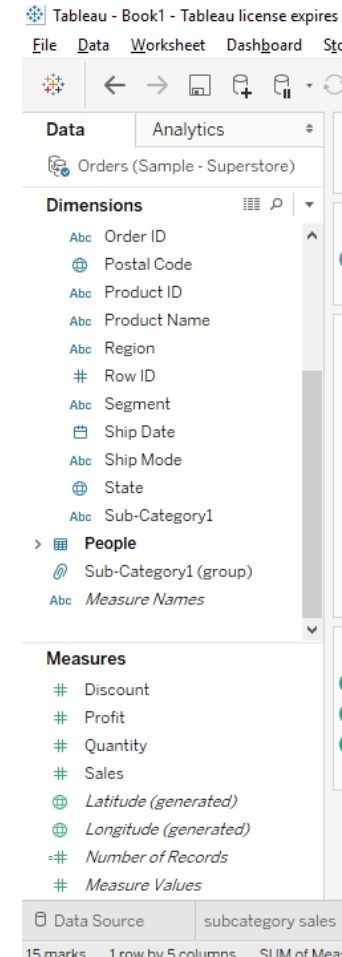 Tableau - Book1 - Tableau license expires
File Data Worksheet Dashboard
Data Analytics
Orders (Sample - Superstore)
Dimensions
Abc Order ID
Postal Code
Abc Product ID
Abc Product Name
Abc Region
# Row ID
Abc Segment
Ship Date
Abc Ship Mode
State
Abc Sub-Category1
People
Sub-Category1 (group)
Abc Measure Names
Measures
# Discount
# Profit
# Quantity
# Sales
Latitude (generated)
Longitude (generated)
=# Number of Records
# Measure Values
Data Source subcategory sales
15 marks 1 row by 5 columns SUM of